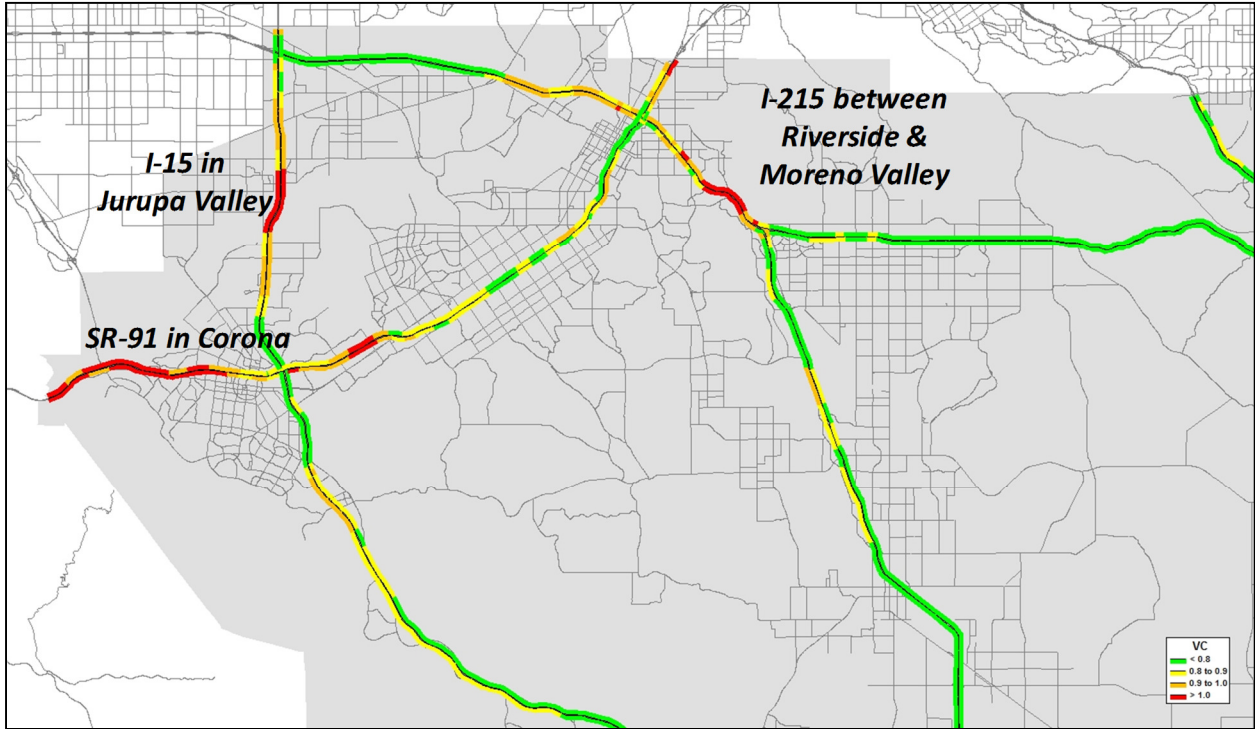 I-215 between
Riverside &
Moreno Valley
I-15 in
Jurupa Valley
SR-91 in Corona
VC
< 0.8
0.8 to 0.9
0.9 to 1.0
> 1.0